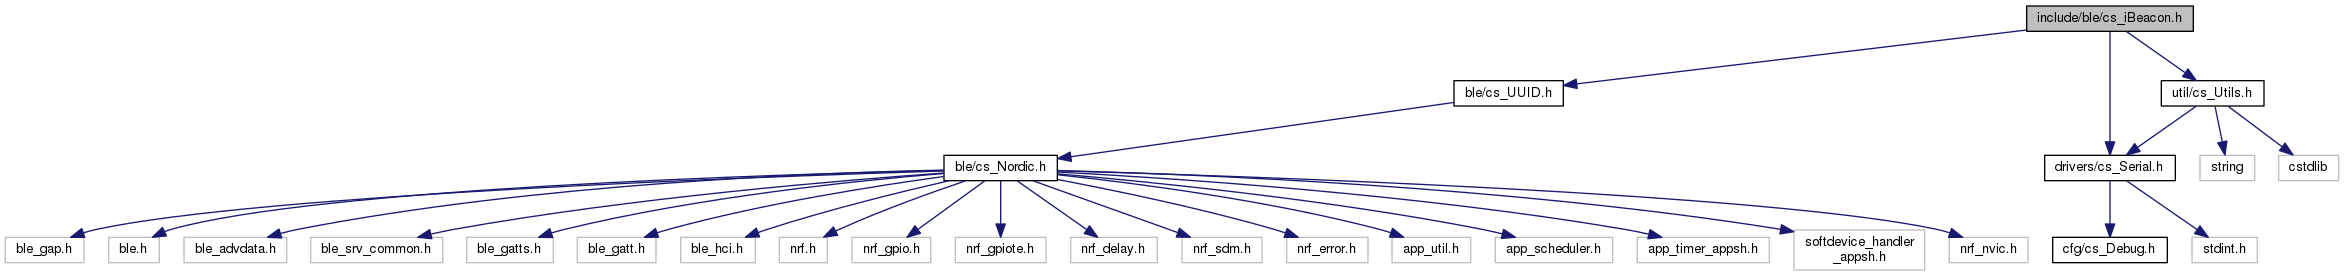 include/ble/cs_iBeacon.h
ble/cs_UUID.h
util/cs_Utils.h
ble/cs_Nordic.h
drivers/cs_Serial.h
string
cstdlib
ble_gap.h
ble.h
ble_advdata.h
ble_srv_common.h
ble_gatts.h
ble_gatt.h
ble_hci.h
nrf.h
nrf_gpio.h
nrf_gpiote.h
nrf_delay.h
nrf_sdm.h
nrf_error.h
app_util.h
app_scheduler.h
app_timer_appsh.h
softdevice_handler
_appsh.h
nrf_nvic.h
cfg/cs_Debug.h
stdint.h